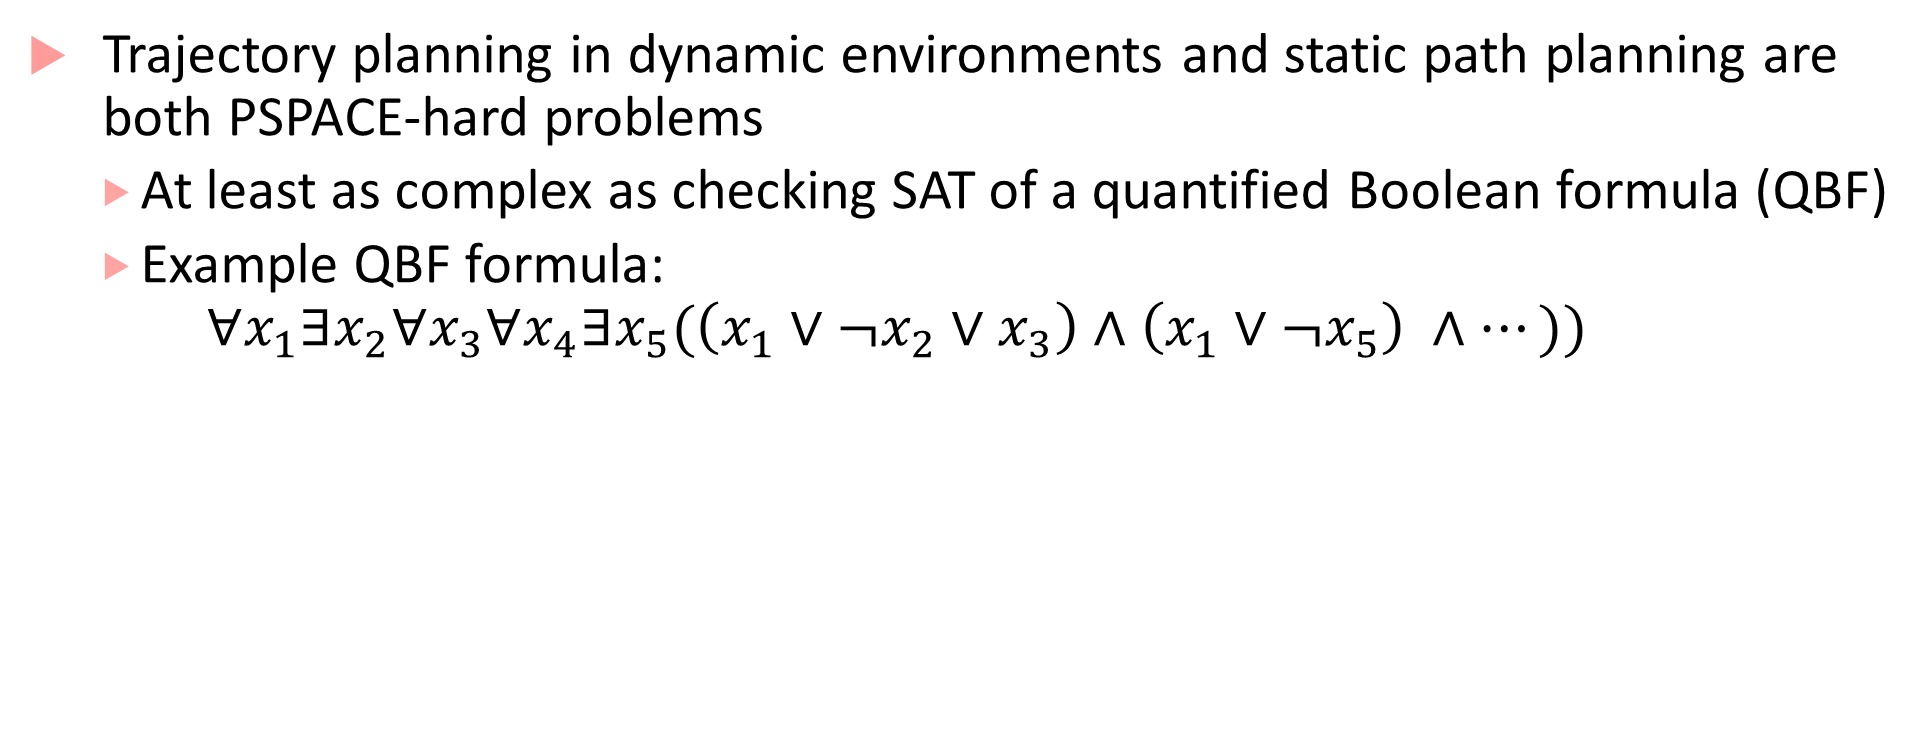 Trajectory planning in dynamic environments and static path planning are
both PSPACE-hard problems
At least as complex as checking SAT of a quantified Boolean formula (QBF)
Example QBF formula:
∀x₁∃x₂∀x₃∀x₄∃x₅((x₁ ∨ ¬x₂ ∨ x₃) ∧ (x₁ ∨ ¬x₅) ∧ ⋯ ))